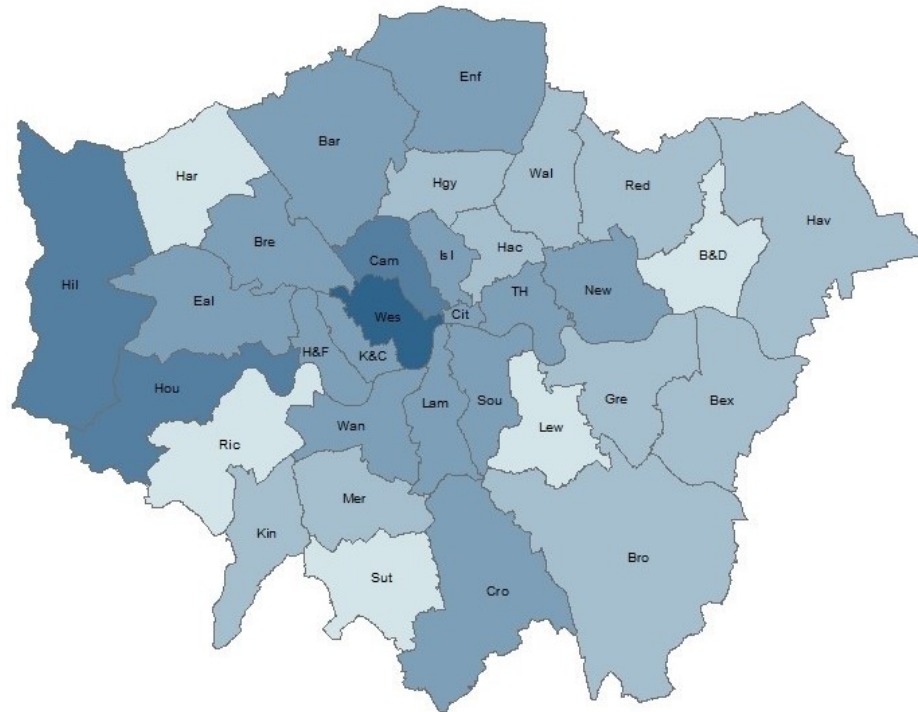 Enf
Bar
Har
Hgy
Wal
Red
Hav
Bre
Isl
Hac
B&D
Cam
Hil
Eal
TH
New
Wes
Cit
H&F
K&C
Hou
Lam
Sou
Gre
Bex
Wan
Lew
Ric
Mer
Kin
Bro
Sut
Cro